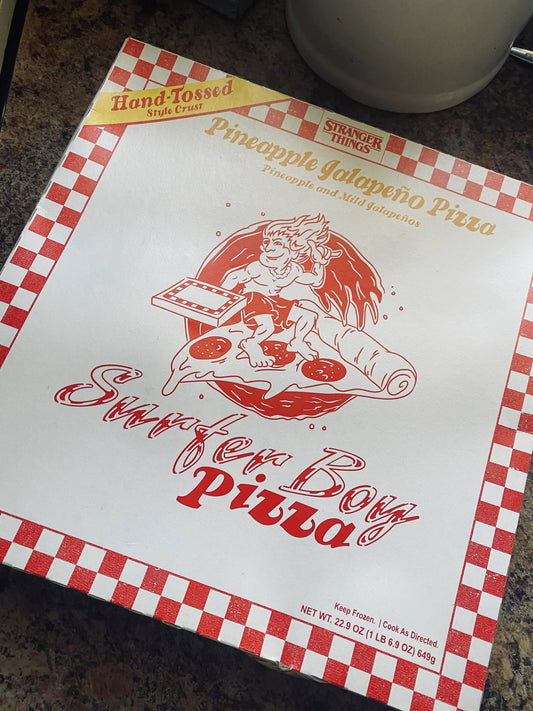 Hand-Tossed
Style Crust
STRANGER
THINGS
Pineapple Jalapeño Pizza
Pineapple and Mild Jalapeños
Surfer Boy
Pizza
Keep Frozen. | Cook As Directed.
NET WT. 22.9 OZ (1 LB 6.9 OZ) 649g